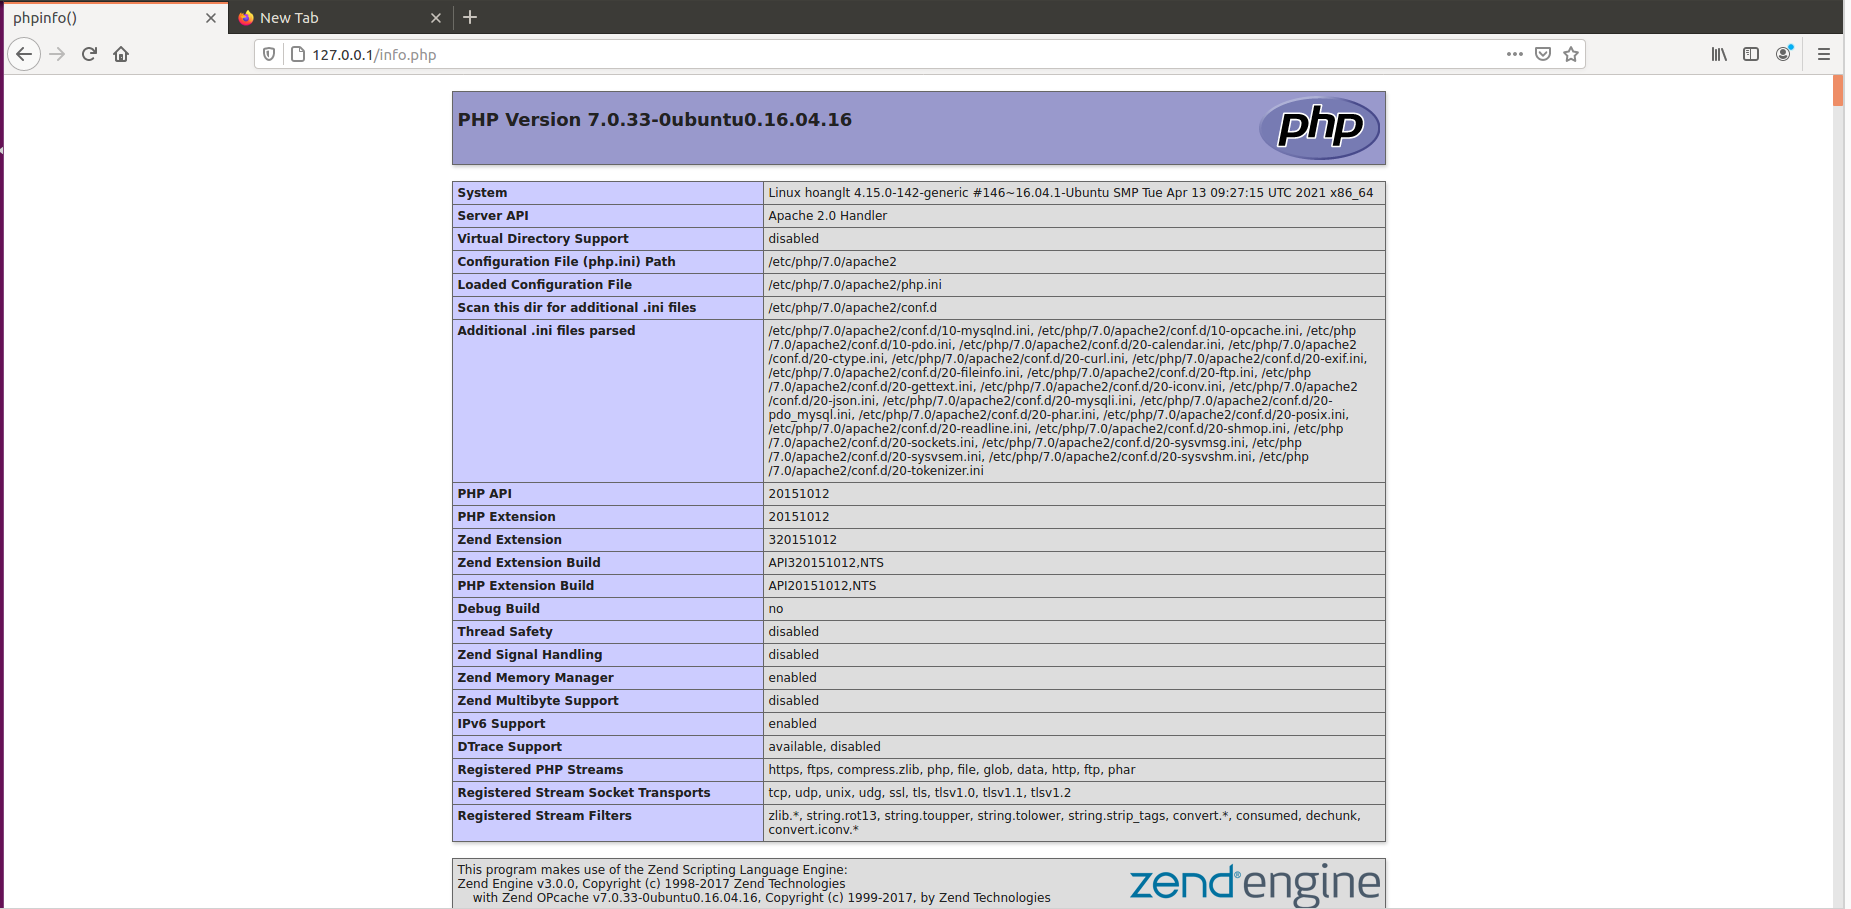 phpinfo()
New Tab
127.0.0.1/info.php
PHP Version 7.0.33-0ubuntu0.16.04.16
php
System Linux hoanglt 4.15.0-142-generic #146~16.04.1-Ubuntu SMP Tue Apr 13 09:27:15 UTC 2021 x86_64
Server API Apache 2.0 Handler
Virtual Directory Support disabled
Configuration File (php.ini) Path /etc/php/7.0/apache2
Loaded Configuration File /etc/php/7.0/apache2/php.ini
Scan this dir for additional .ini files /etc/php/7.0/apache2/conf.d
Additional .ini files parsed /etc/php/7.0/apache2/conf.d/10-mysqlnd.ini, /etc/php/7.0/apache2/conf.d/10-opcache.ini, /etc/php
/7.0/apache2/conf.d/10-pdo.ini, /etc/php/7.0/apache2/conf.d/20-calendar.ini, /etc/php/7.0/apache2
/conf.d/20-ctype.ini, /etc/php/7.0/apache2/conf.d/20-curl.ini, /etc/php/7.0/apache2/conf.d/20-exif.ini,
/etc/php/7.0/apache2/conf.d/20-fileinfo.ini, /etc/php/7.0/apache2/conf.d/20-ftp.ini, /etc/php
/7.0/apache2/conf.d/20-gettext.ini, /etc/php/7.0/apache2/conf.d/20-iconv.ini, /etc/php/7.0/apache2
/conf.d/20-json.ini, /etc/php/7.0/apache2/conf.d/20-mysqli.ini, /etc/php/7.0/apache2/conf.d/20-
pdo_mysql.ini, /etc/php/7.0/apache2/conf.d/20-phar.ini, /etc/php/7.0/apache2/conf.d/20-posix.ini,
/etc/php/7.0/apache2/conf.d/20-readline.ini, /etc/php/7.0/apache2/conf.d/20-shmop.ini, /etc/php
/7.0/apache2/conf.d/20-sockets.ini, /etc/php/7.0/apache2/conf.d/20-sysvmsg.ini, /etc/php
/7.0/apache2/conf.d/20-sysvsem.ini, /etc/php/7.0/apache2/conf.d/20-sysvshm.ini, /etc/php
/7.0/apache2/conf.d/20-tokenizer.ini
PHP API 20151012
PHP Extension 20151012
Zend Extension 320151012
Zend Extension Build API320151012,NTS
PHP Extension Build API20151012,NTS
Debug Build no
Thread Safety disabled
Zend Signal Handling disabled
Zend Memory Manager enabled
Zend Multibyte Support disabled
IPv6 Support enabled
DTrace Support available, disabled
Registered PHP Streams https, ftps, compress.zlib, php, file, glob, data, http, ftp, phar
Registered Stream Socket Transports tcp, udp, unix, udg, ssl, tls, tlsv1.0, tlsv1.1, tlsv1.2
Registered Stream Filters zlib.*, string.rot13, string.toupper, string.tolower, string.strip_tags, convert.*, consumed, dechunk,
convert.iconv.*
This program makes use of the Zend Scripting Language Engine:
Zend Engine v3.0.0, Copyright (c) 1998-2017 Zend Technologies
with Zend OPcache v7.0.33-0ubuntu0.16.04.16, Copyright (c) 1999-2017, by Zend Technologies
zend®engine